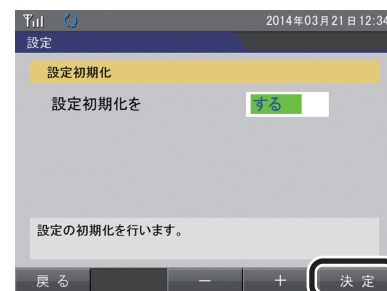 2014年03月21日12:34
設定
設定初期化
設定初期化を する
設定の初期化を行います。
戻る － ＋ 決定